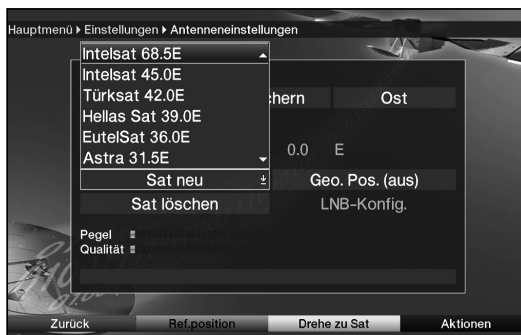 Hauptmenü ▸ Einstellungen ▸ Antenneneinstellungen
Intelsat 68.5E
Intelsat 45.0E
Türksat 42.0E
Hellas Sat 39.0E
EutelSat 36.0E
Astra 31.5E
chern Ost
0.0 E
Sat neu Geo. Pos. (aus)
Sat löschen LNB-Konfig.
Pegel
Qualität
Zurück Ref.position Drehe zu Sat Aktionen